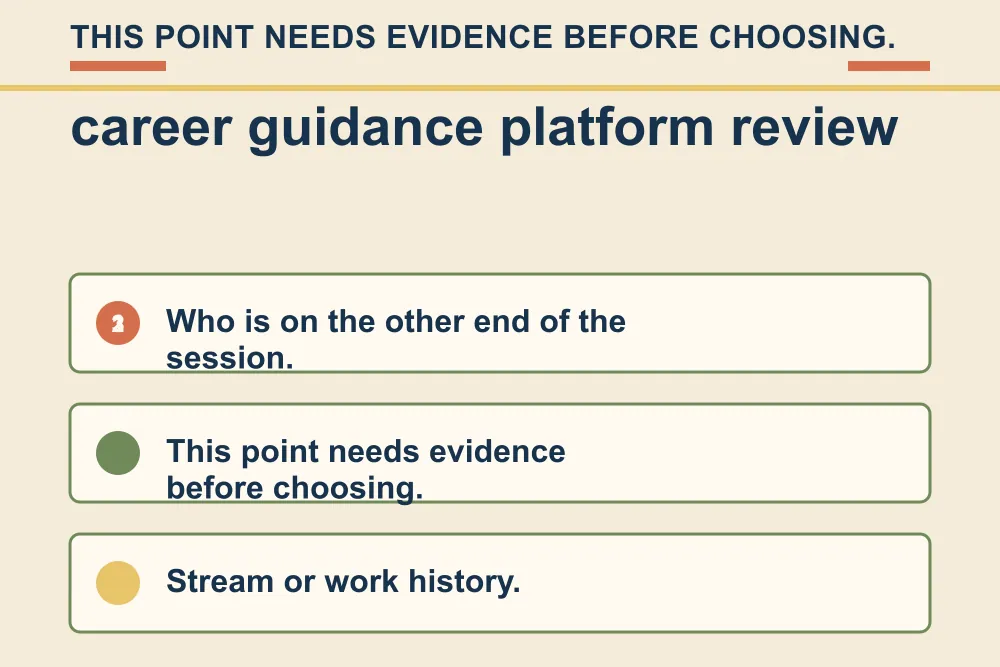 THIS POINT NEEDS EVIDENCE BEFORE CHOOSING.
career guidance platform review
Who is on the other end of the
session.
This point needs evidence
before choosing.
Stream or work history.